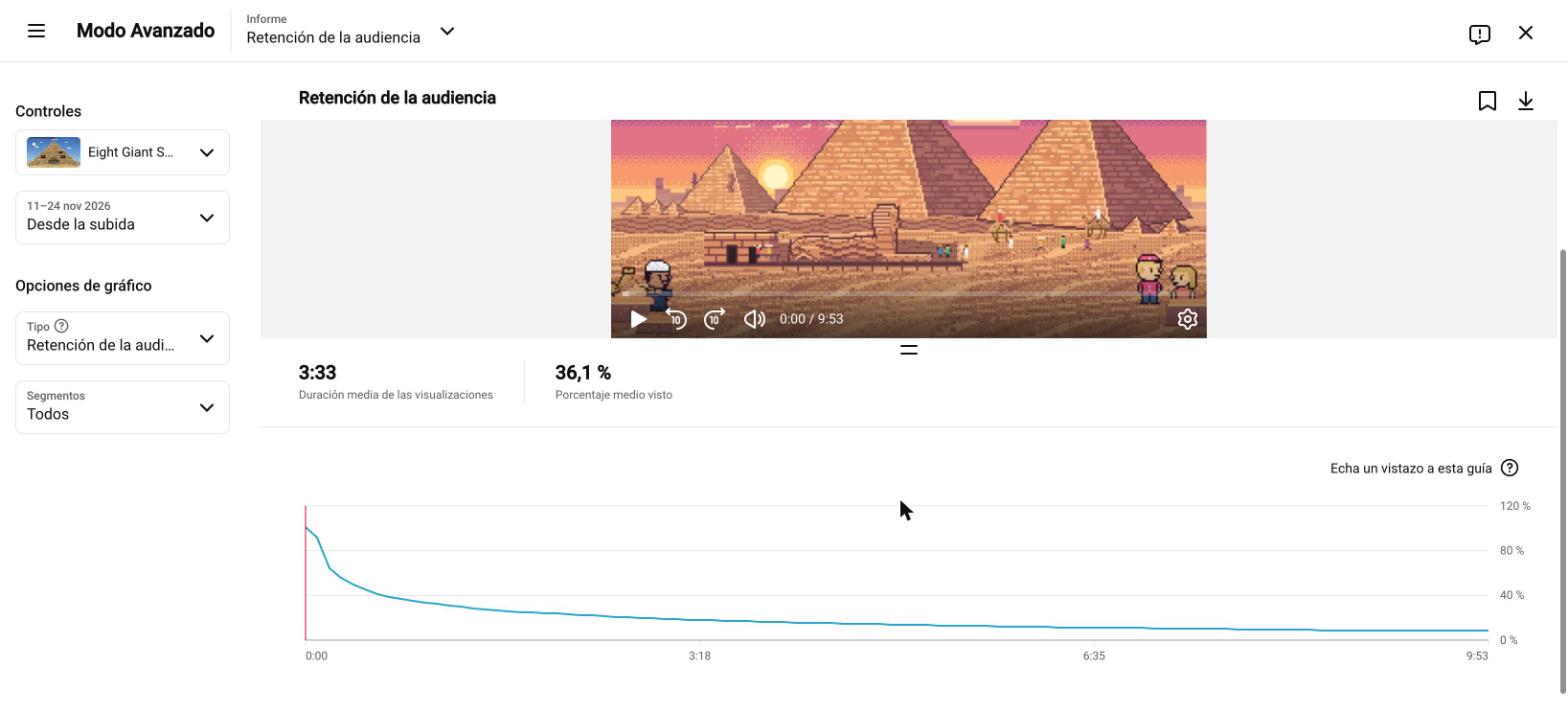 Modo Avanzado
Informe
Retención de la audiencia
Controles
Eight Giant S...
11–24 nov 2026
Desde la subida
Opciones de gráfico
Tipo
Retención de la audi...
Segmentos
Todos
Retención de la audiencia
10
10
0:00 / 9:53
3:33
Duración media de las visualizaciones
36,1 %
Porcentaje medio visto
Echa un vistazo a esta guía
120 %
80 %
40 %
0 %
0:00
3:18
6:35
9:53